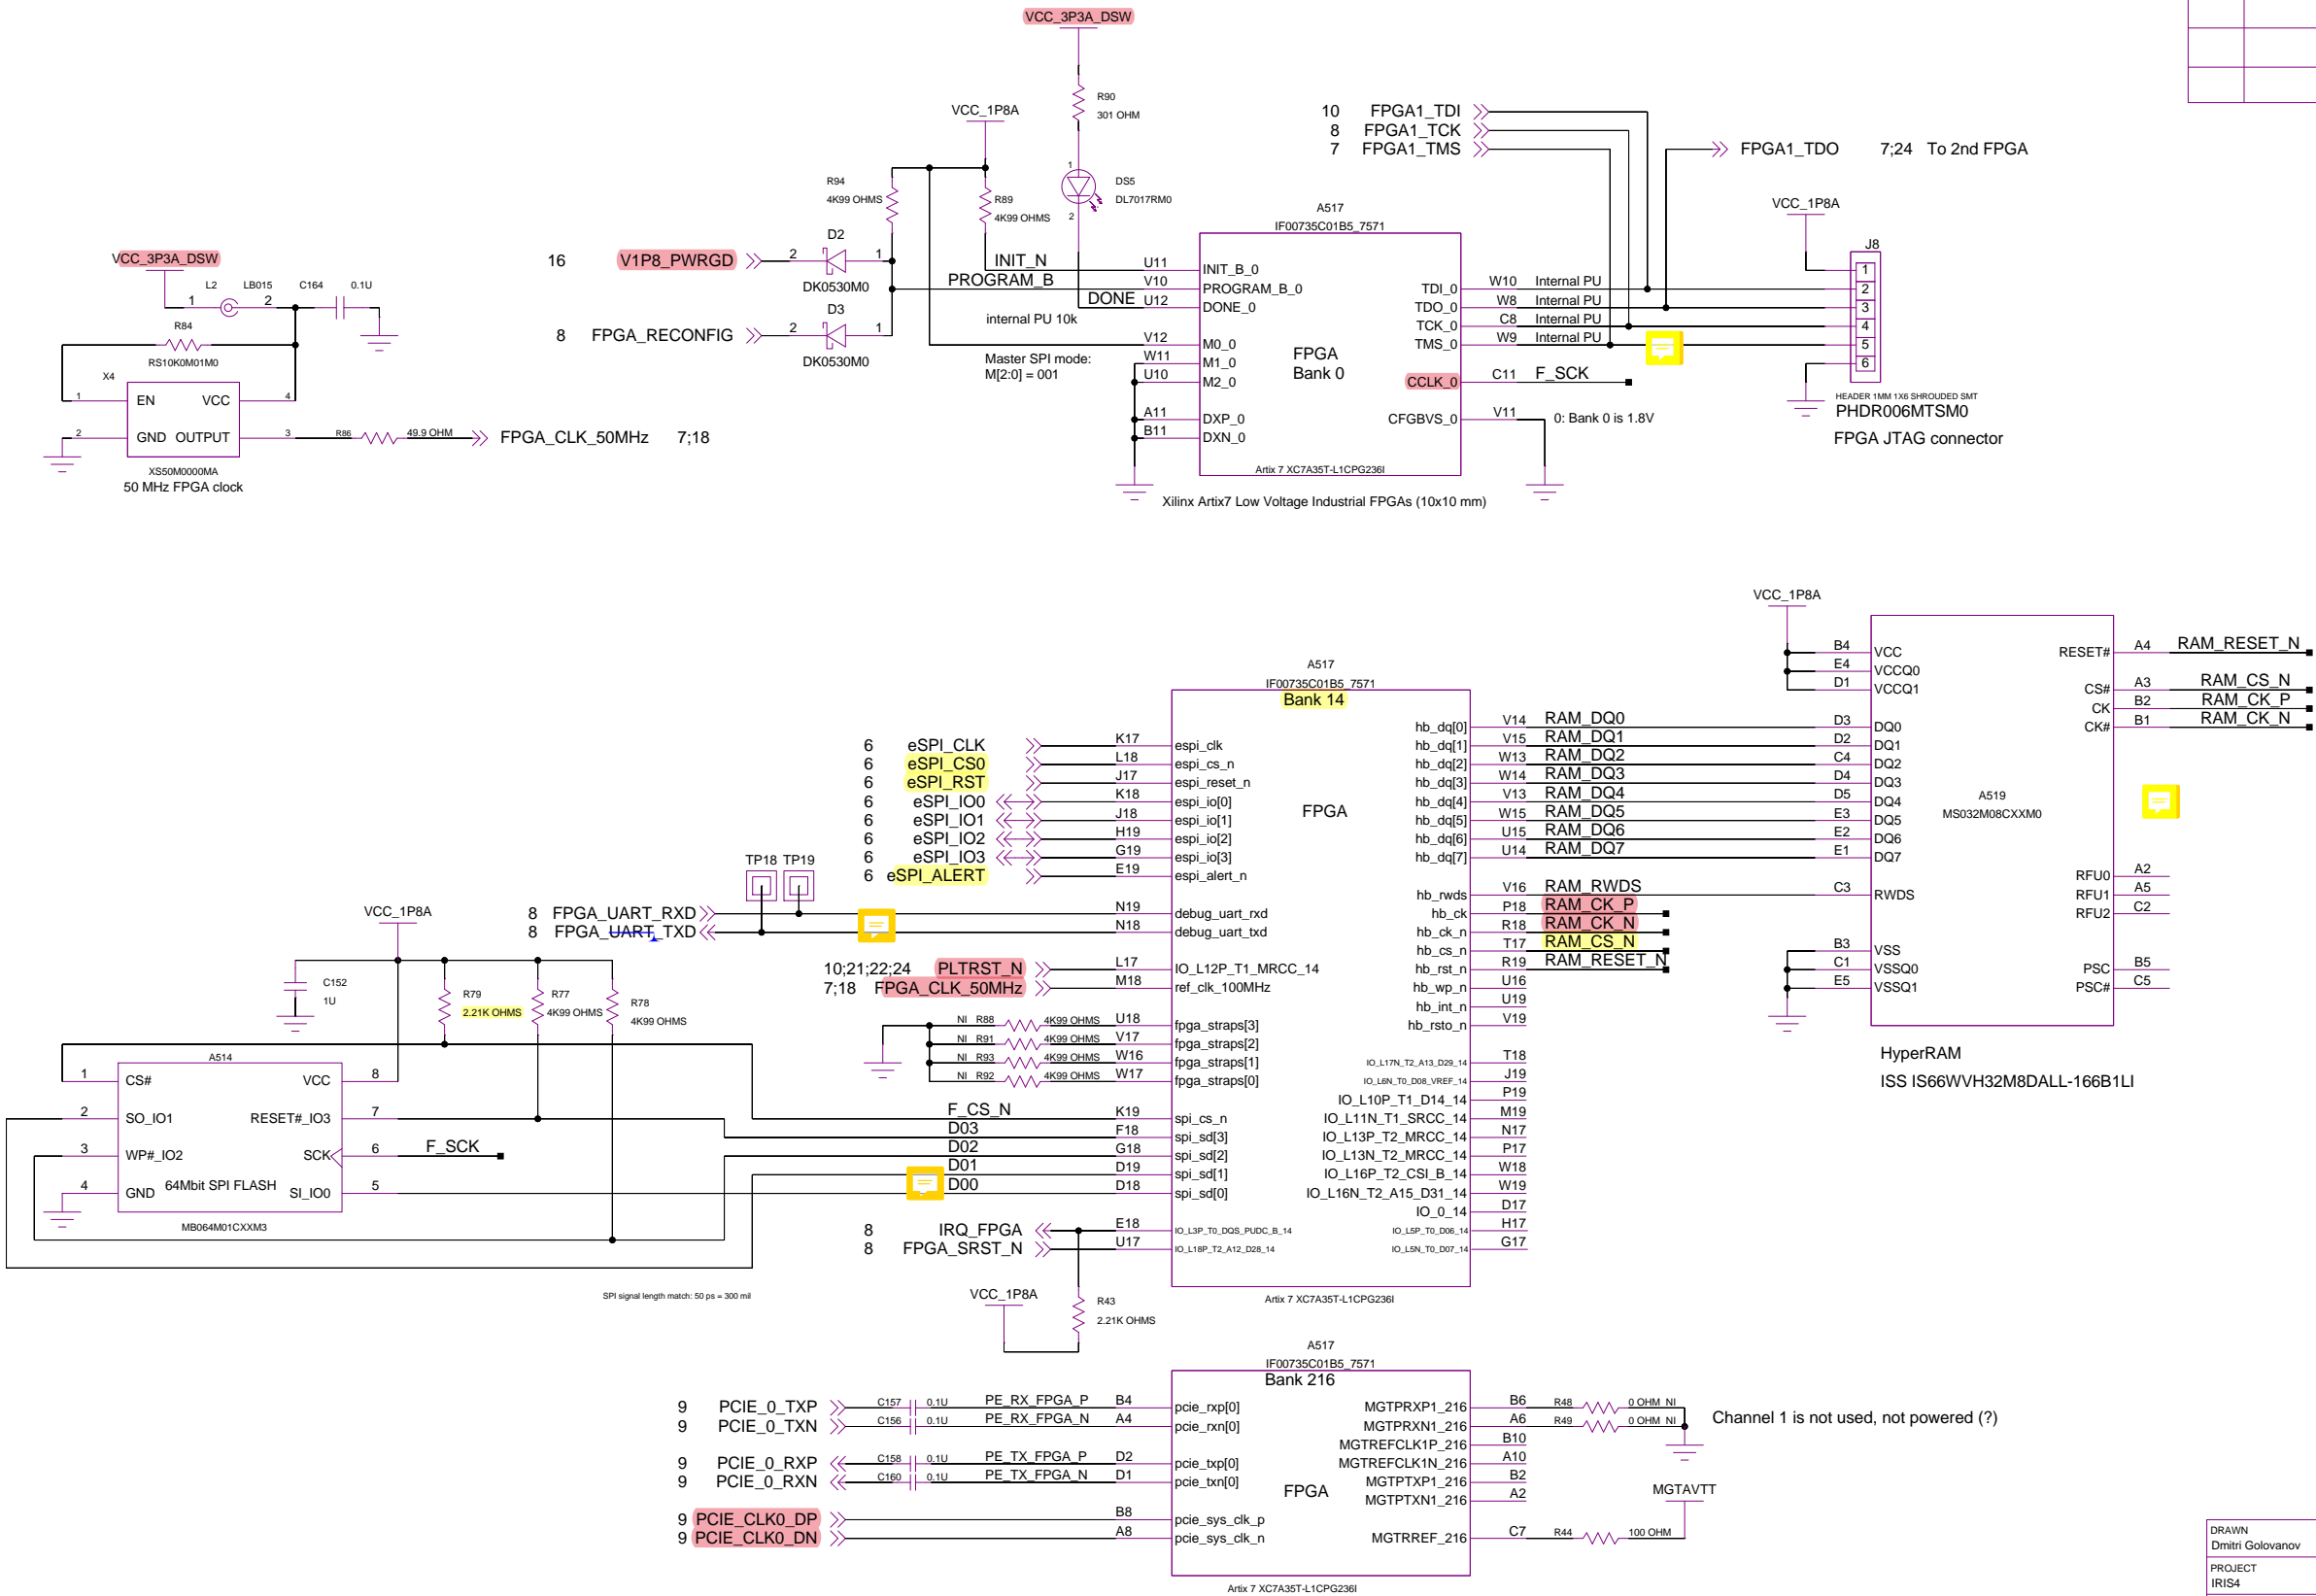 VCC_3P3A_DSW
R90
301 OHM
VCC_1P8A
10 FPGA1_TDI
8 FPGA1_TCK
7 FPGA1_TMS
FPGA1_TDO 7;24 To 2nd FPGA
R94
4K99 OHMS
R89
4K99 OHMS
1
DS5
DL7017RM0
2
A517
IF00735C01B5_7571
VCC_1P8A
J8
VCC_3P3A_DSW
L2 LB015 C164 0.1U
1 2
R84
RS10K0M01M0
X4
1 EN VCC 4
2 GND OUTPUT 3 R86 49.9 OHM FPGA_CLK_50MHz 7;18
XS50M0000MA
50 MHz FPGA clock
16 V1P8_PWRGD 2 D2 1
DK0530M0
8 FPGA_RECONFIG 2 D3 1
DK0530M0
INIT_N U11 INIT_B_0
PROGRAM_B V10 PROGRAM_B_0
DONE U12 DONE_0
internal PU 10k
V12 M0_0
W11 M1_0
U10 M2_0
Master SPI mode:
M[2:0] = 001
A11 DXP_0
B11 DXN_0
FPGA
Bank 0
TDI_0 W10 Internal PU
TDO_0 W8 Internal PU
TCK_0 C8 Internal PU
TMS_0 W9 Internal PU
CCLK_0 C11 F_SCK
CFGBVS_0 V11 0: Bank 0 is 1.8V
Artix 7 XC7A35T-L1CPG236I
Xilinx Artix7 Low Voltage Industrial FPGAs (10x10 mm)
1
2
3
4
5
6
HEADER 1MM 1X6 SHROUDED SMT
PHDR006MTSM0
FPGA JTAG connector
A517
IF00735C01B5_7571
Bank 14
FPGA
6 eSPI_CLK K17 espi_clk
6 eSPI_CS0 L18 espi_cs_n
6 eSPI_RST J17 espi_reset_n
6 eSPI_IO0 K18 espi_io[0]
6 eSPI_IO1 J18 espi_io[1]
6 eSPI_IO2 H19 espi_io[2]
6 eSPI_IO3 G19 espi_io[3]
6 eSPI_ALERT E19 espi_alert_n
TP18 TP19
8 FPGA_UART_RXD N19 debug_uart_rxd
8 FPGA_UART_TXD N18 debug_uart_txd
10;21;22;24 PLTRST_N L17 IO_L12P_T1_MRCC_14
7;18 FPGA_CLK_50MHz M18 ref_clk_100MHz
NI R88 4K99 OHMS U18 fpga_straps[3]
NI R91 4K99 OHMS V17 fpga_straps[2]
NI R93 4K99 OHMS W16 fpga_straps[1]
NI R92 4K99 OHMS W17 fpga_straps[0]
F_CS_N K19 spi_cs_n
D03 F18 spi_sd[3]
D02 G18 spi_sd[2]
D01 D19 spi_sd[1]
D00 D18 spi_sd[0]
8 IRQ_FPGA E18 IO_L3P_T0_DQS_PUDC_B_14
8 FPGA_SRST_N U17 IO_L18P_T2_A12_D28_14
VCC_1P8A
R43
2.21K OHMS
hb_dq[0] V14 RAM_DQ0
hb_dq[1] V15 RAM_DQ1
hb_dq[2] W13 RAM_DQ2
hb_dq[3] W14 RAM_DQ3
hb_dq[4] V13 RAM_DQ4
hb_dq[5] W15 RAM_DQ5
hb_dq[6] U15 RAM_DQ6
hb_dq[7] U14 RAM_DQ7
hb_rwds V16 RAM_RWDS
hb_ck P18 RAM_CK_P
hb_ck_n R18 RAM_CK_N
hb_cs_n T17 RAM_CS_N
hb_rst_n R19 RAM_RESET_N
hb_wp_n U16
hb_int_n U19
hb_rsto_n V19
IO_L17N_T2_A13_D29_14 T18
IO_L6N_T0_D08_VREF_14 J19
IO_L10P_T1_D14_14 P19
IO_L11N_T1_SRCC_14 M19
IO_L13P_T2_MRCC_14 N17
IO_L13N_T2_MRCC_14 P17
IO_L16P_T2_CSI_B_14 W18
IO_L16N_T2_A15_D31_14 W19
IO_0_14 D17
IO_L5P_T0_D06_14 H17
IO_L5N_T0_D07_14 G17
Artix 7 XC7A35T-L1CPG236I
VCC_1P8A
B4 VCC
E4 VCCQ0
D1 VCCQ1
D3 DQ0
D2 DQ1
C4 DQ2
D4 DQ3
D5 DQ4
E3 DQ5
E2 DQ6
E1 DQ7
C3 RWDS
B3 VSS
C1 VSSQ0
E5 VSSQ1
A519
MS032M08CXXM0
RESET# A4 RAM_RESET_N
CS# A3 RAM_CS_N
CK B2 RAM_CK_P
CK# B1 RAM_CK_N
RFU0 A2
RFU1 A5
RFU2 C2
PSC B5
PSC# C5
HyperRAM
ISS IS66WVH32M8DALL-166B1LI
VCC_1P8A
C152
1U
R79
2.21K OHMS
R77
4K99 OHMS
R78
4K99 OHMS
A514
1 CS# VCC 8
2 SO_IO1 RESET#_IO3 7
3 WP#_IO2 SCK 6 F_SCK
4 GND SI_IO0 5
64Mbit SPI FLASH
MB064M01CXXM3
SPI signal length match: 50 ps = 300 mil
A517
IF00735C01B5_7571
Bank 216
FPGA
9 PCIE_0_TXP C157 0.1U PE_RX_FPGA_P B4 pcie_rxp[0]
9 PCIE_0_TXN C156 0.1U PE_RX_FPGA_N A4 pcie_rxn[0]
9 PCIE_0_RXP C158 0.1U PE_TX_FPGA_P D2 pcie_txp[0]
9 PCIE_0_RXN C160 0.1U PE_TX_FPGA_N D1 pcie_txn[0]
9 PCIE_CLK0_DP B8 pcie_sys_clk_p
9 PCIE_CLK0_DN A8 pcie_sys_clk_n
MGTPRXP1_216 B6 R48 0 OHM NI
MGTPRXN1_216 A6 R49 0 OHM NI
MGTREFCLK1P_216 B10
MGTREFCLK1N_216 A10
MGTPTXP1_216 B2
MGTPTXN1_216 A2
MGTRREF_216 C7 R44 100 OHM
MGTAVTT
Channel 1 is not used, not powered (?)
Artix 7 XC7A35T-L1CPG236I
DRAWN
Dmitri Golovanov
PROJECT
IRIS4